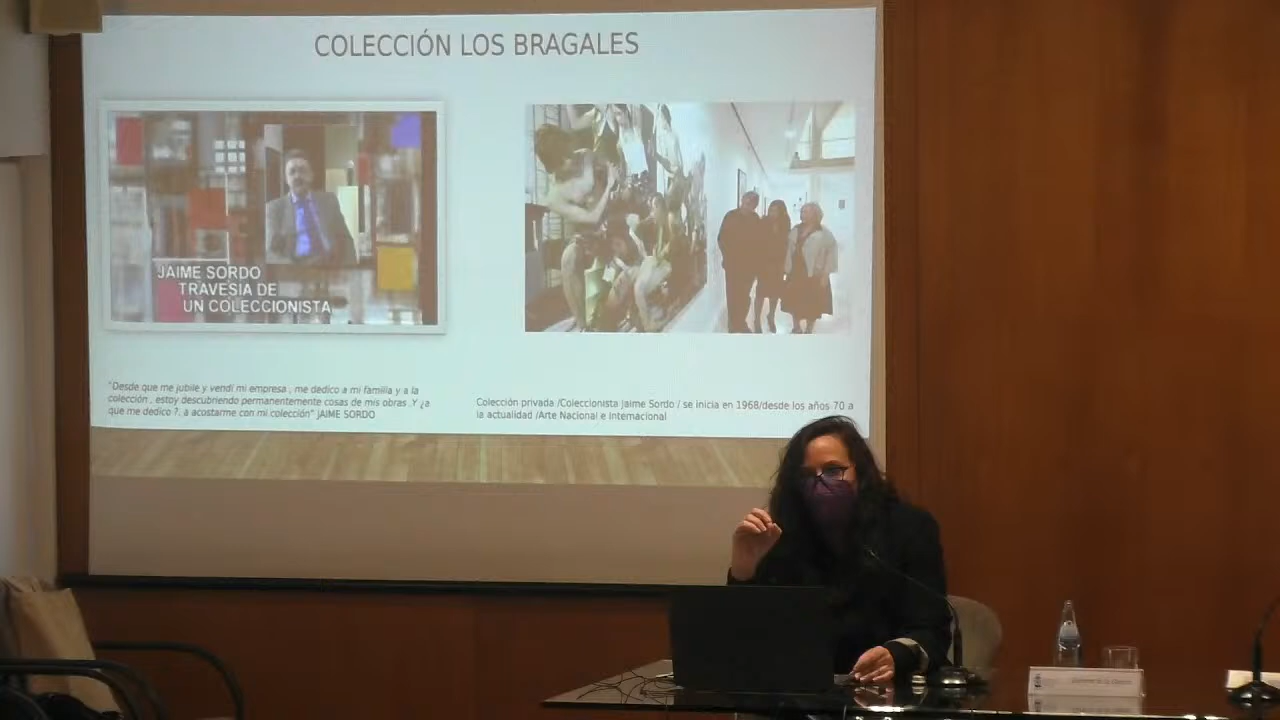 COLECCIÓN LOS BRAGALES
JAIME SORDO
TRAVESIA DE
UN COLECCIONISTA
"Desde que me jubile y vendí mi empresa , me dedico a mi familia y a la
colección , estoy descubriendo permanentemente cosas de mis obras .Y ¿a
que me dedico ?. a acostarme con mi colección" JAIME SORDO
Colección privada /Coleccionista Jaime Sordo / se inicia en 1968/desde los años 70 a
la actualidad /Arte Nacional e Internacional